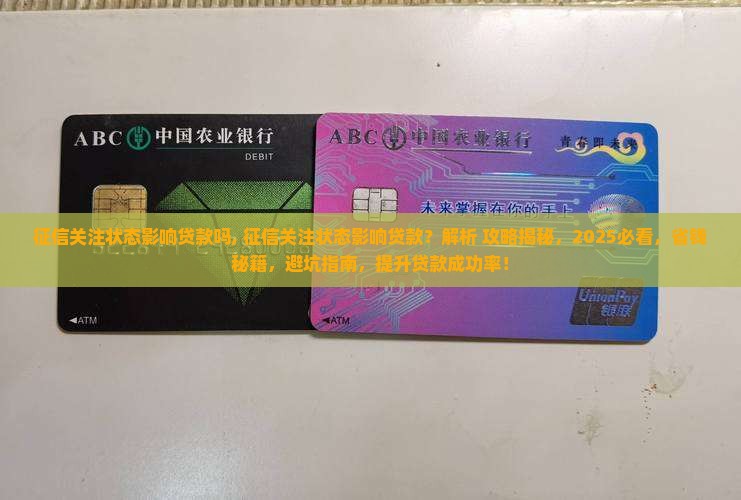 ABC 中国农业银行
DEBIT
ATM
ABC 中国农业银行
青春即未来
未来掌握在你的手上
征信关注状态影响贷款吗, 征信关注状态影响贷款？解析 攻略揭秘，2025必看，省钱
秘籍，避坑指南，提升贷款成功率！
UnionPay
银联
ATM